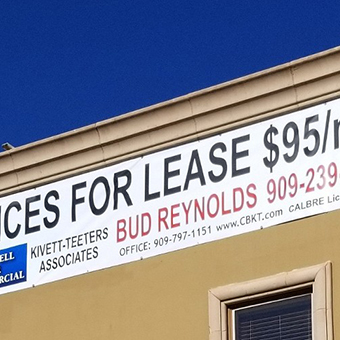 ICES FOR LEASE $95/
KIVETT-TEETERS
ASSOCIATES
BUD REYNOLDS 909-239
OFFICE: 909-797-1151 www.CBKT.com CALBRE Lic
ELL
RCIAL